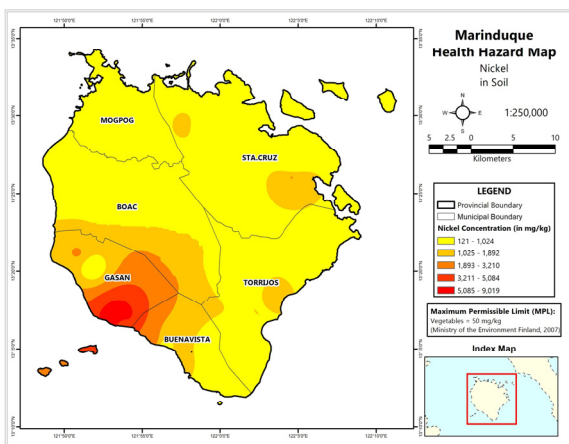 Marinduque
Health Hazard Map
Nickel
in Soil
N
W E
S
1:250,000
5 2.5 0 5 10
Kilometers
LEGEND
Provincial Boundary
Municipal Boundary
Nickel Concentration (in mg/kg)
121 - 1,024
1,025 - 1,892
1,893 - 3,210
3,211 - 5,084
5,085 - 9,019
Maximum Permissible Limit (MPL):
Vegetables = 50 mg/kg
(Ministry of the Environment Finland, 2007)
Index Map
121°50'0"E 121°55'0"E 122°0'0"E 122°5'0"E 122°10'0"E
MOGPOG
STA.CRUZ
BOAC
GASAN
TORRIJOS
BUENAVISTA